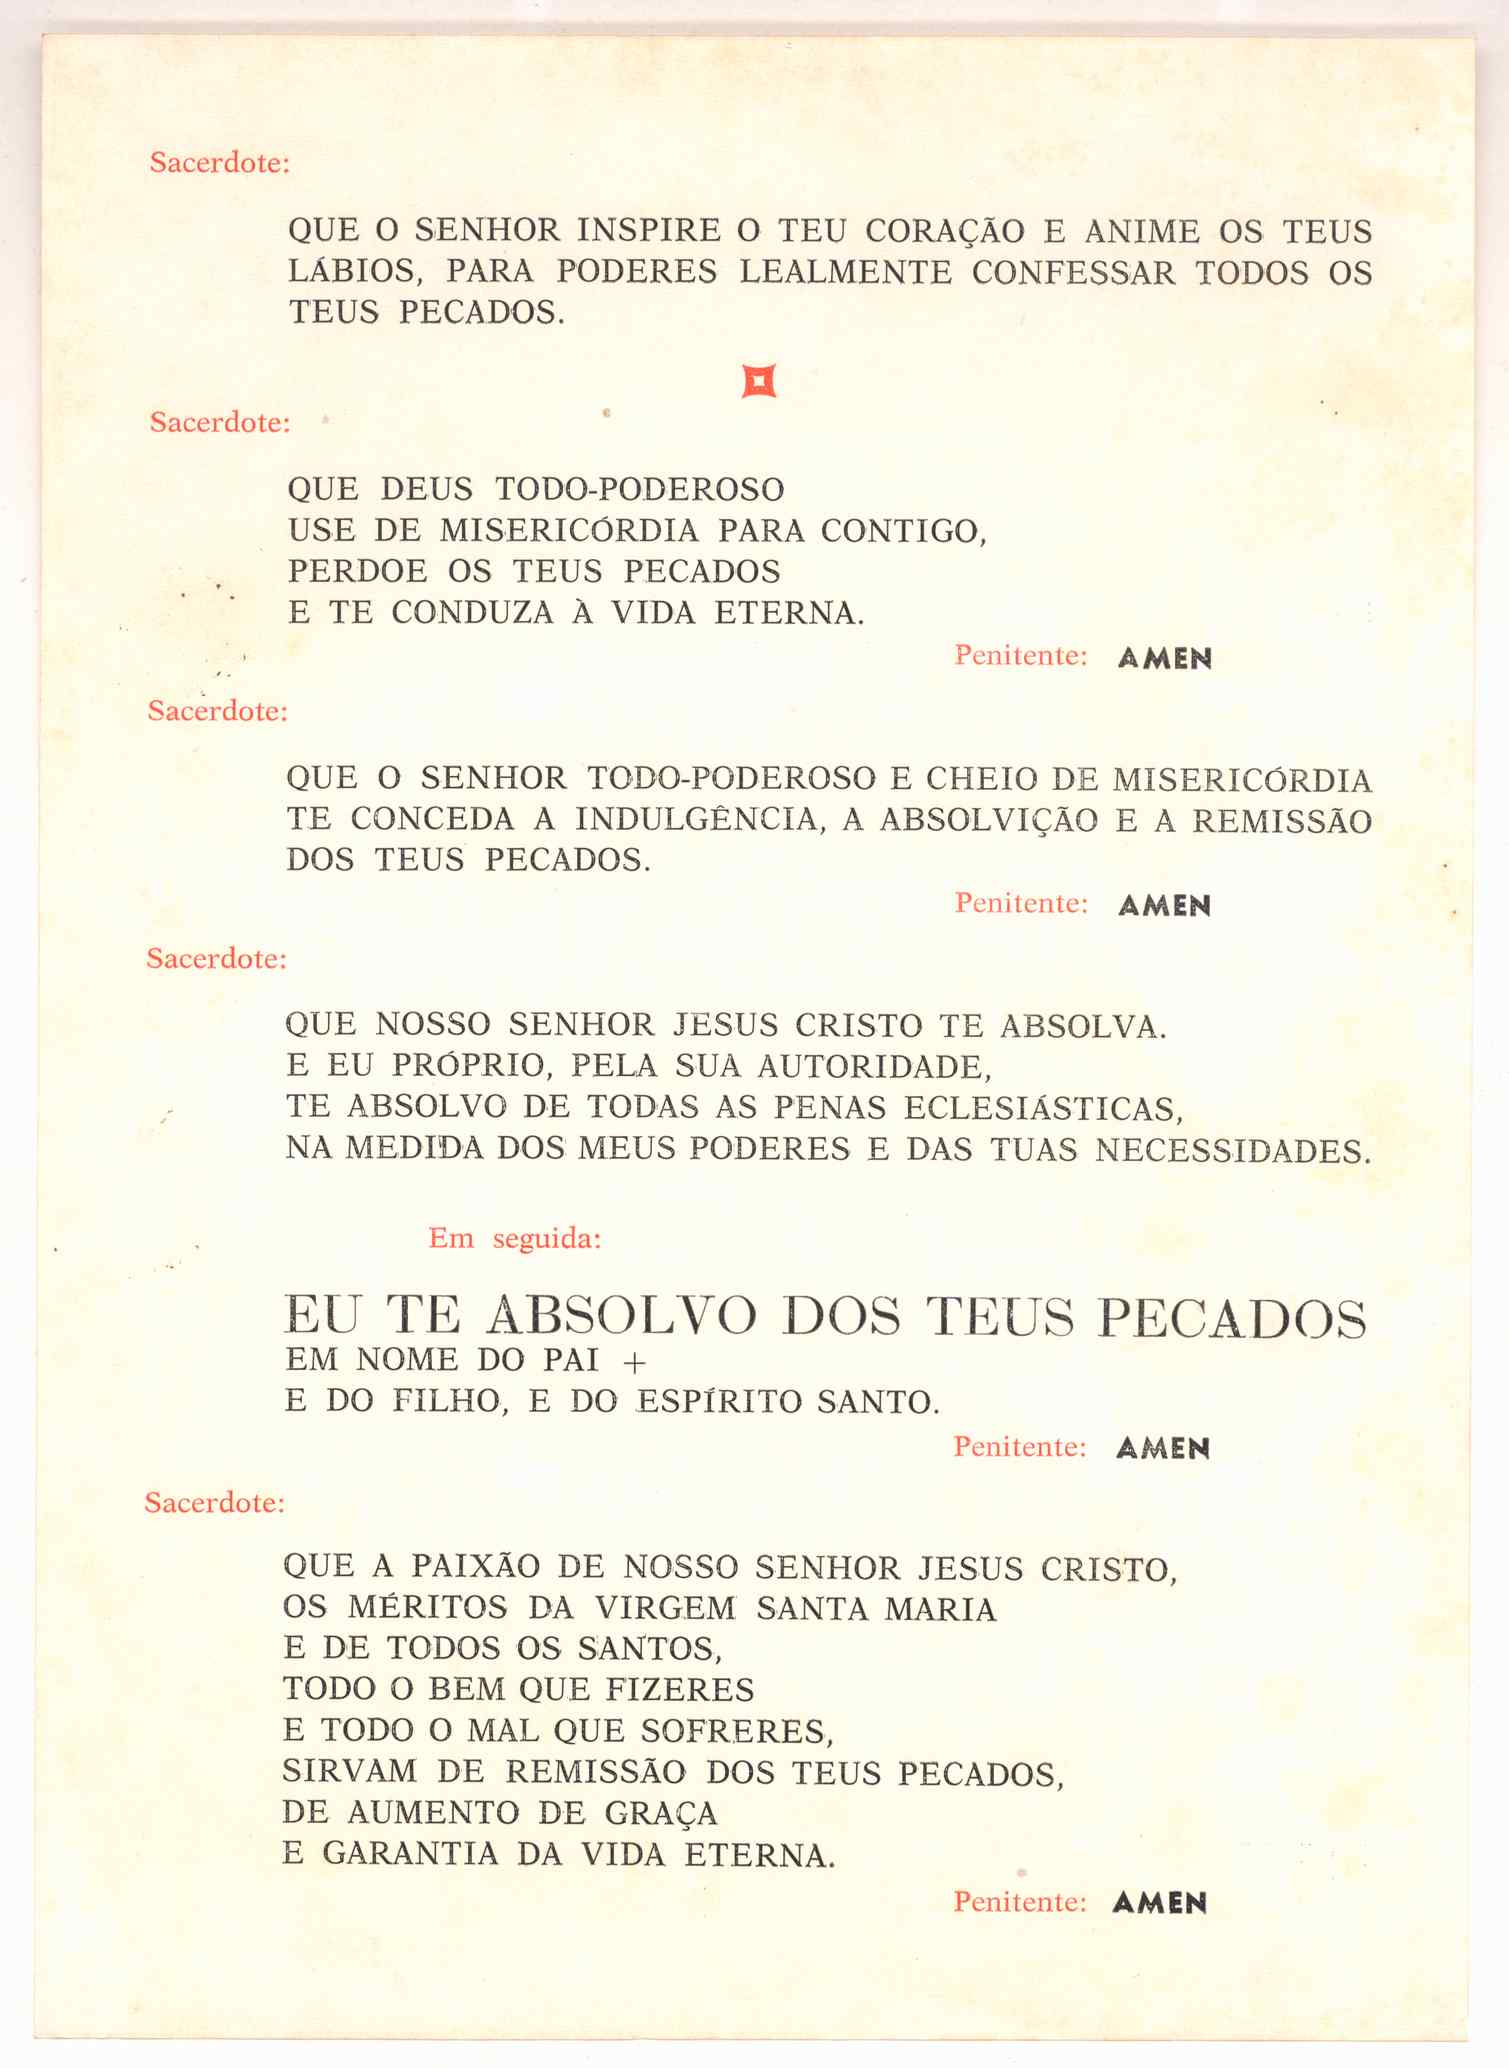 Sacerdote:
QUE O SENHOR INSPIRE O TEU CORAÇÃO E ANIME OS TEUS
LÁBIOS, PARA PODERES LEALMENTE CONFESSAR TODOS OS
TEUS PECADOS.
Sacerdote:
QUE DEUS TODO-PODEROSO
USE DE MISERICÓRDIA PARA CONTIGO,
PERDOE OS TEUS PECADOS
E TE CONDUZA À VIDA ETERNA.
Penitente: AMEN
Sacerdote:
QUE O SENHOR TODO-PODEROSO E CHEIO DE MISERICÓRDIA
TE CONCEDA A INDULGÊNCIA, A ABSOLVIÇÃO E A REMISSÃO
DOS TEUS PECADOS.
Penitente: AMEN
Sacerdote:
QUE NOSSO SENHOR JESUS CRISTO TE ABSOLVA.
E EU PRÓPRIO, PELA SUA AUTORIDADE,
TE ABSOLVO DE TODAS AS PENAS ECLESIÁSTICAS,
NA MEDIDA DOS MEUS PODERES E DAS TUAS NECESSIDADES.
Em seguida:
EU TE ABSOLVO DOS TEUS PECADOS
EM NOME DO PAI +
E DO FILHO, E DO ESPÍRITO SANTO.
Penitente: AMEN
Sacerdote:
QUE A PAIXÃO DE NOSSO SENHOR JESUS CRISTO,
OS MÉRITOS DA VIRGEM SANTA MARIA
E DE TODOS OS SANTOS,
TODO O BEM QUE FIZERES
E TODO O MAL QUE SOFRERES,
SIRVAM DE REMISSÃO DOS TEUS PECADOS,
DE AUMENTO DE GRAÇA
E GARANTIA DA VIDA ETERNA.
Penitente: AMEN